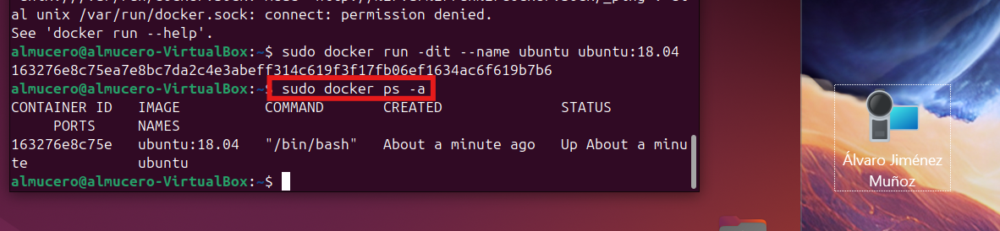 al unix /var/run/docker.sock: connect: permission denied.
See 'docker run --help'.
almucero@almucero-VirtualBox:~$ sudo docker run -dit --name ubuntu ubuntu:18.04
163276e8c75ea7e8bc7da2c4e3abeff314c619f3f17fb06ef1634ac6f619b7b6
almucero@almucero-VirtualBox:~$ sudo docker ps -a
CONTAINER ID   IMAGE          COMMAND       CREATED              STATUS
     PORTS     NAMES
163276e8c75e   ubuntu:18.04   "/bin/bash"   About a minute ago   Up About a minu
te             ubuntu
almucero@almucero-VirtualBox:~$
Álvaro Jiménez
Muñoz